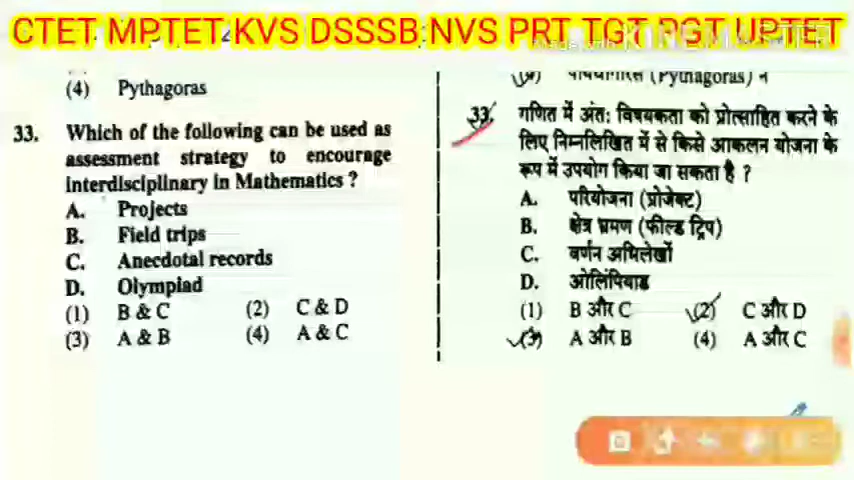 CTET MPTET KVS DSSSB NVS PRT TGT PGT UPTET
(4) Pythagoras
33. Which of the following can be used as
assessment strategy to encourage
interdisciplinary in Mathematics ?
A. Projects
B. Field trips
C. Anecdotal records
D. Olympiad
(1) B & C (2) C & D
(3) A & B (4) A & C
(Pythagoras) ने
33. गणित में अंत: विषयकता को प्रोत्साहित करने के
लिए निम्नलिखित में से किसे आकलन योजना के
रूप में उपयोग किया जा सकता है ?
A. परियोजना (प्रोजेक्ट)
B. क्षेत्र भ्रमण (फील्ड ट्रिप)
C. वर्णन अभिलेखों
D. ओलिंपियाड
(1) B और C (2) C और D
(3) A और B (4) A और C